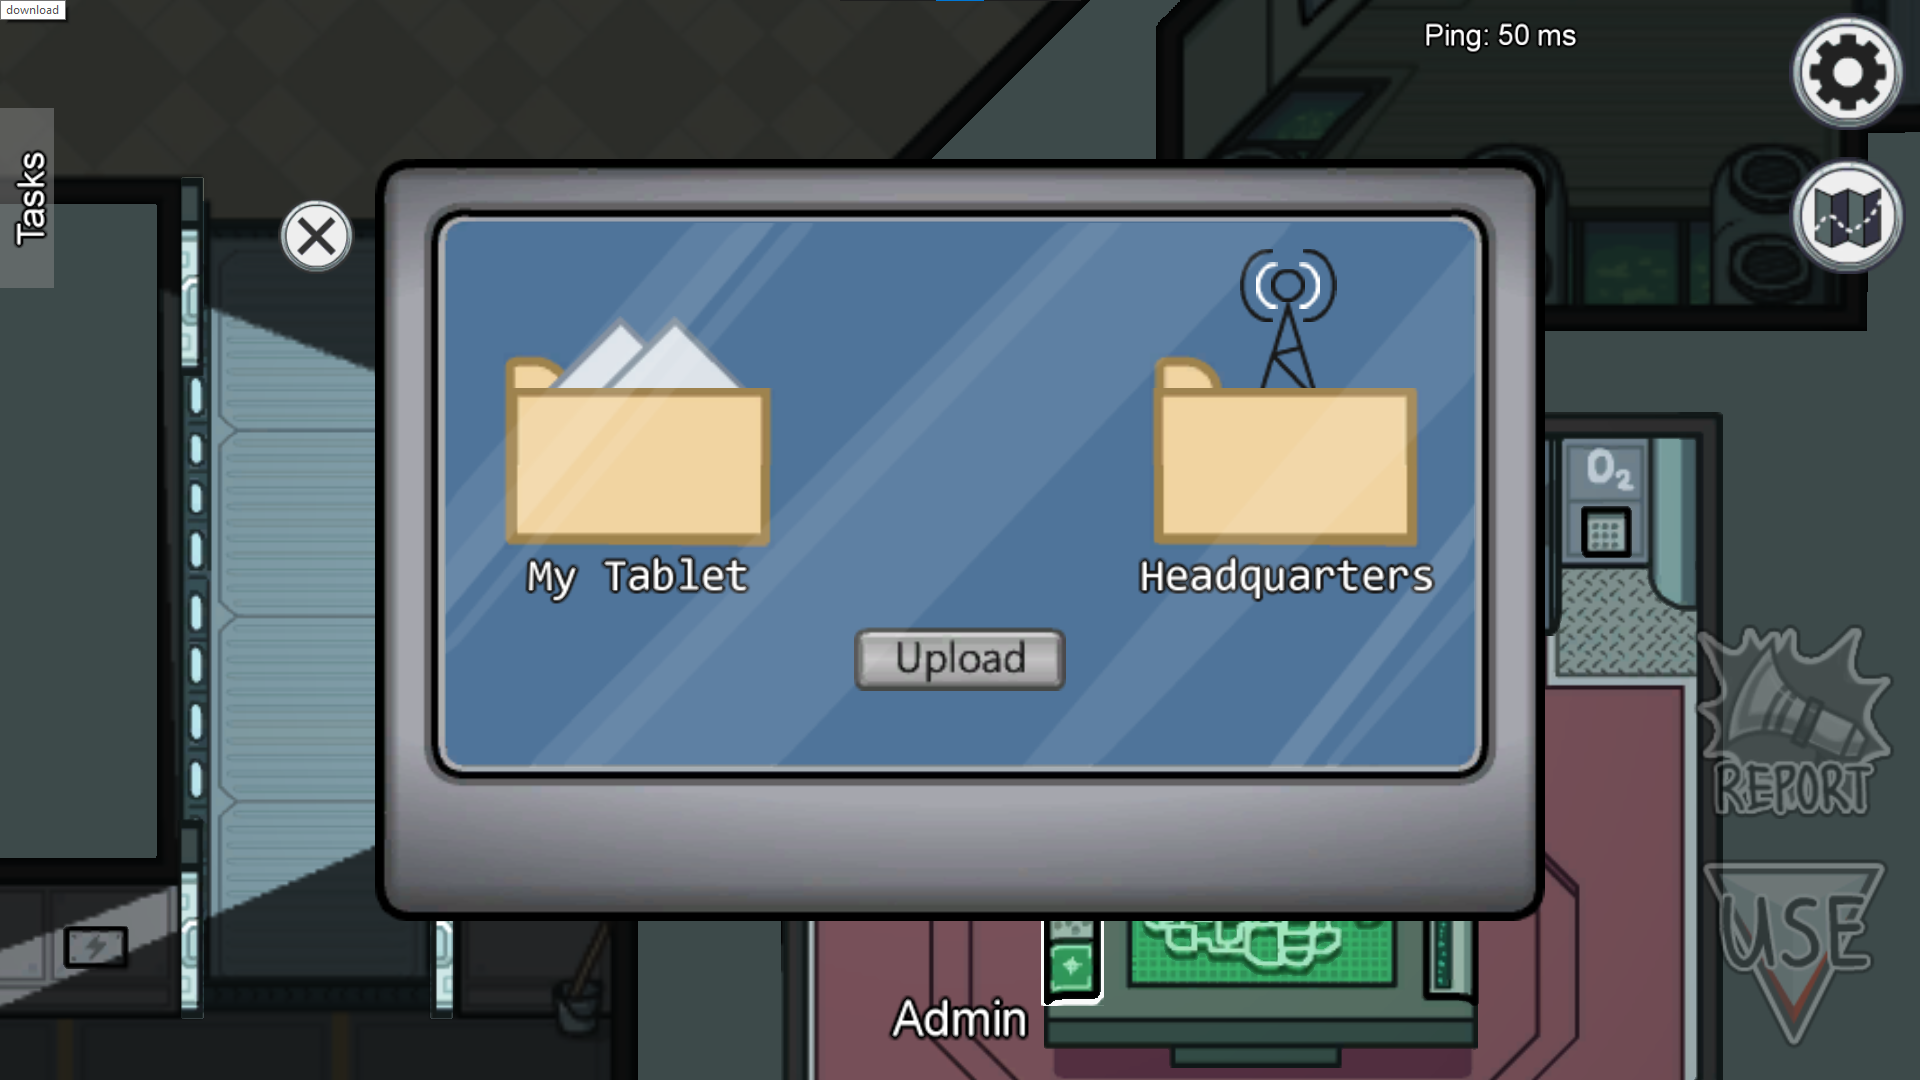 download
Ping: 50 ms
Tasks
My Tablet
Headquarters
Upload
O₂
REPORT
USE
Admin